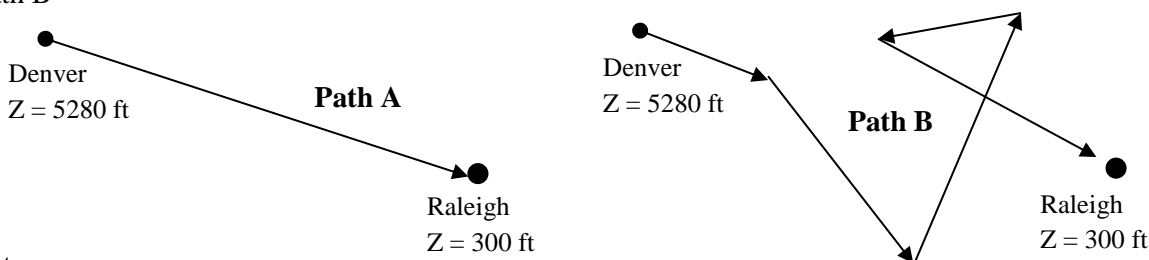 Denver
Z = 5280 ft
Path A
Raleigh
Z = 300 ft
Denver
Z = 5280 ft
Path B
Raleigh
Z = 300 ft